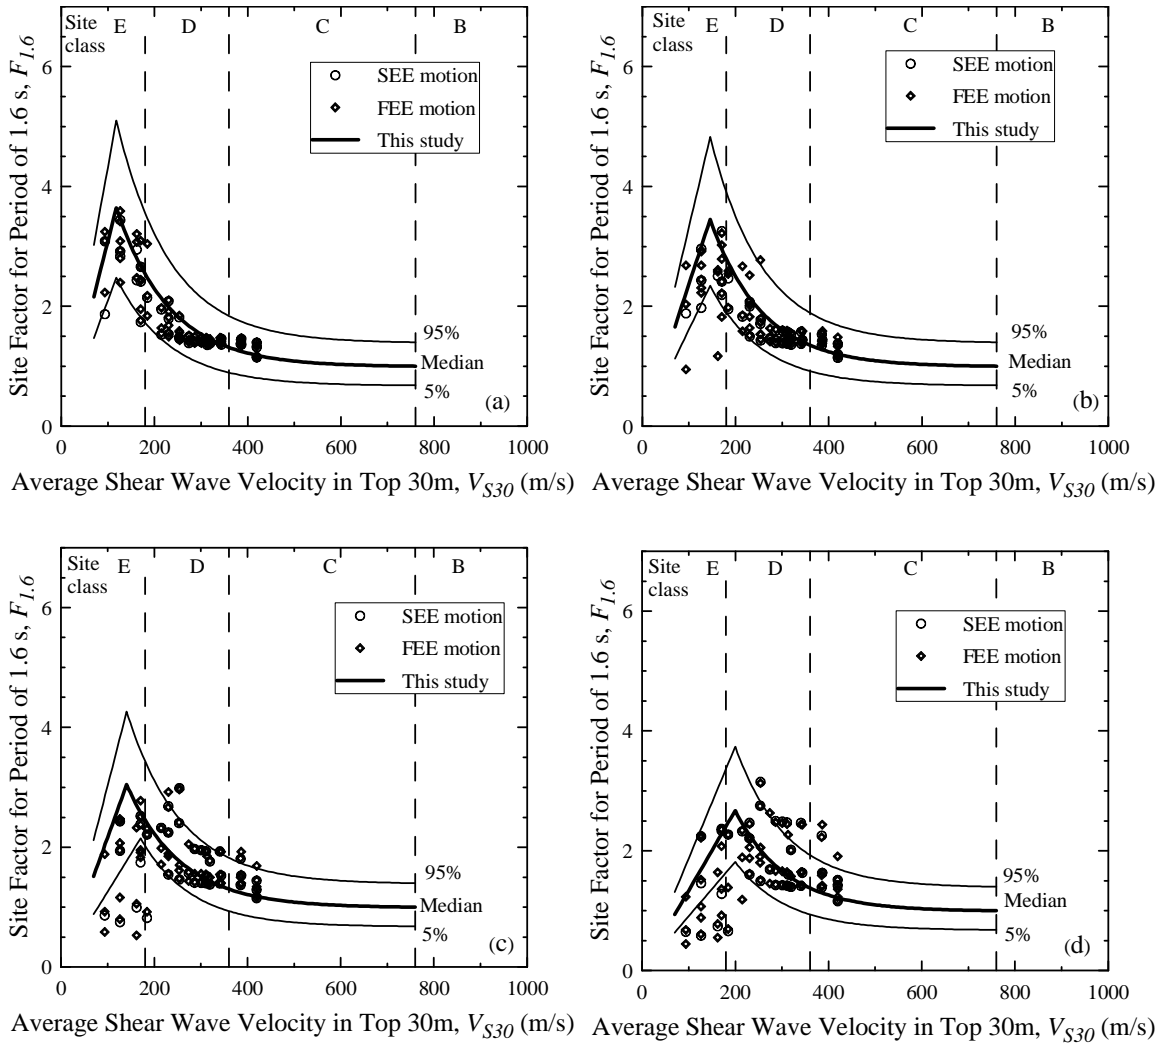 Site class E D C B
SEE motion
FEE motion
This study
Site Factor for Period of 1.6 s, F1.6
6
4
2
0
95%
Median
5%
(a)
0 200 400 600 800 1000
Average Shear Wave Velocity in Top 30m, VS30 (m/s)
Site class E D C B
SEE motion
FEE motion
This study
Site Factor for Period of 1.6 s, F1.6
6
4
2
0
95%
Median
5%
(b)
0 200 400 600 800 1000
Average Shear Wave Velocity in Top 30m, VS30 (m/s)
Site class E D C B
SEE motion
FEE motion
This study
Site Factor for Period of 1.6 s, F1.6
6
4
2
0
95%
Median
5%
(c)
0 200 400 600 800 1000
Average Shear Wave Velocity in Top 30m, VS30 (m/s)
Site class E D C B
SEE motion
FEE motion
This study
Site Factor for Period of 1.6 s, F1.6
6
4
2
0
95%
Median
5%
(d)
0 200 400 600 800 1000
Average Shear Wave Velocity in Top 30m, VS30 (m/s)